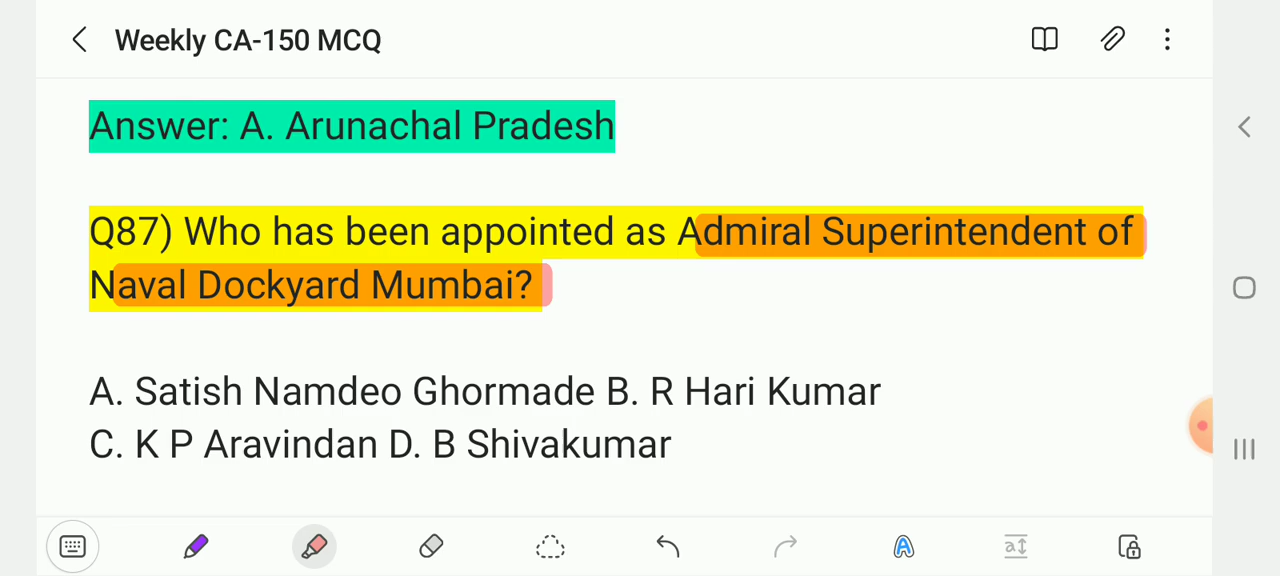 Weekly CA-150 MCQ
Answer: A. Arunachal Pradesh
Q87) Who has been appointed as Admiral Superintendent of
Naval Dockyard Mumbai?
A. Satish Namdeo Ghormade B. R Hari Kumar
C. K P Aravindan D. B Shivakumar